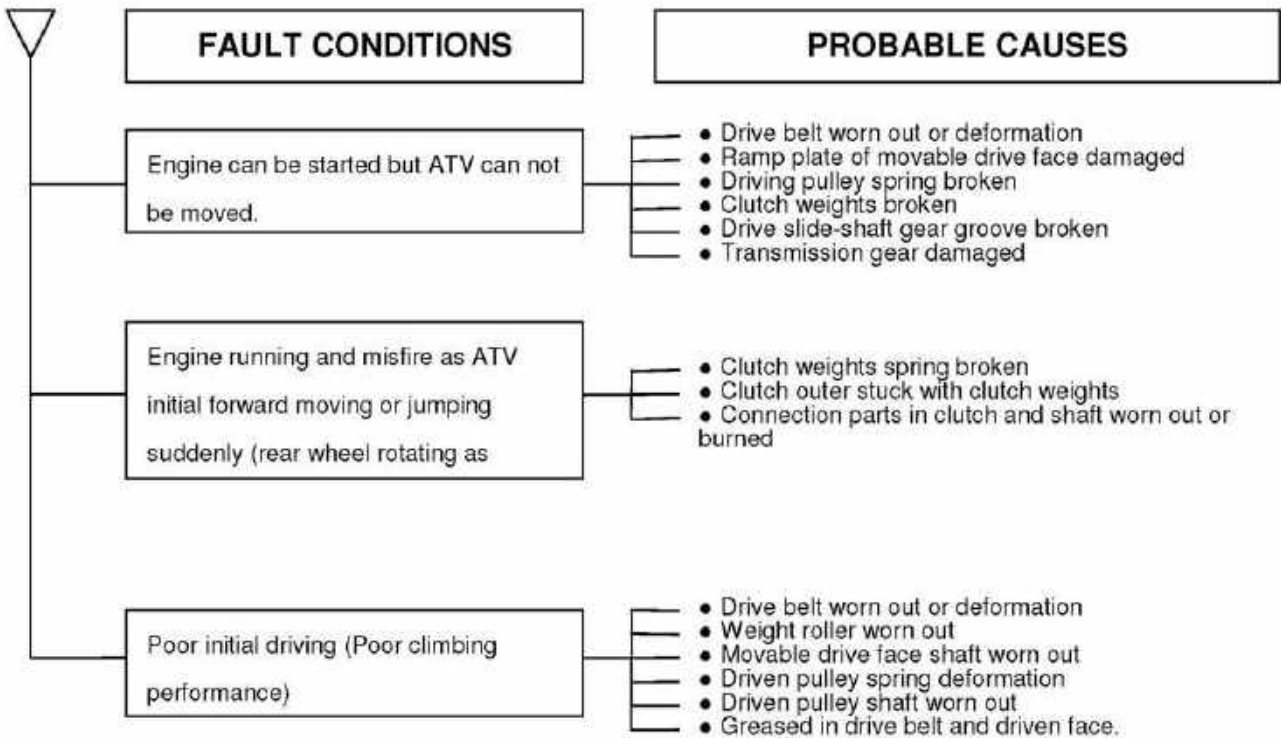 FAULT CONDITIONS
PROBABLE CAUSES
Engine can be started but ATV can not
be moved.
● Drive belt worn out or deformation
● Ramp plate of movable drive face damaged
● Driving pulley spring broken
● Clutch weights broken
● Drive slide-shaft gear groove broken
● Transmission gear damaged
Engine running and misfire as ATV
initial forward moving or jumping
suddenly (rear wheel rotating as
● Clutch weights spring broken
● Clutch outer stuck with clutch weights
● Connection parts in clutch and shaft worn out or
burned
Poor initial driving (Poor climbing
performance)
● Drive belt worn out or deformation
● Weight roller worn out
● Movable drive face shaft worn out
● Driven pulley spring deformation
● Driven pulley shaft worn out
● Greased in drive belt and driven face.